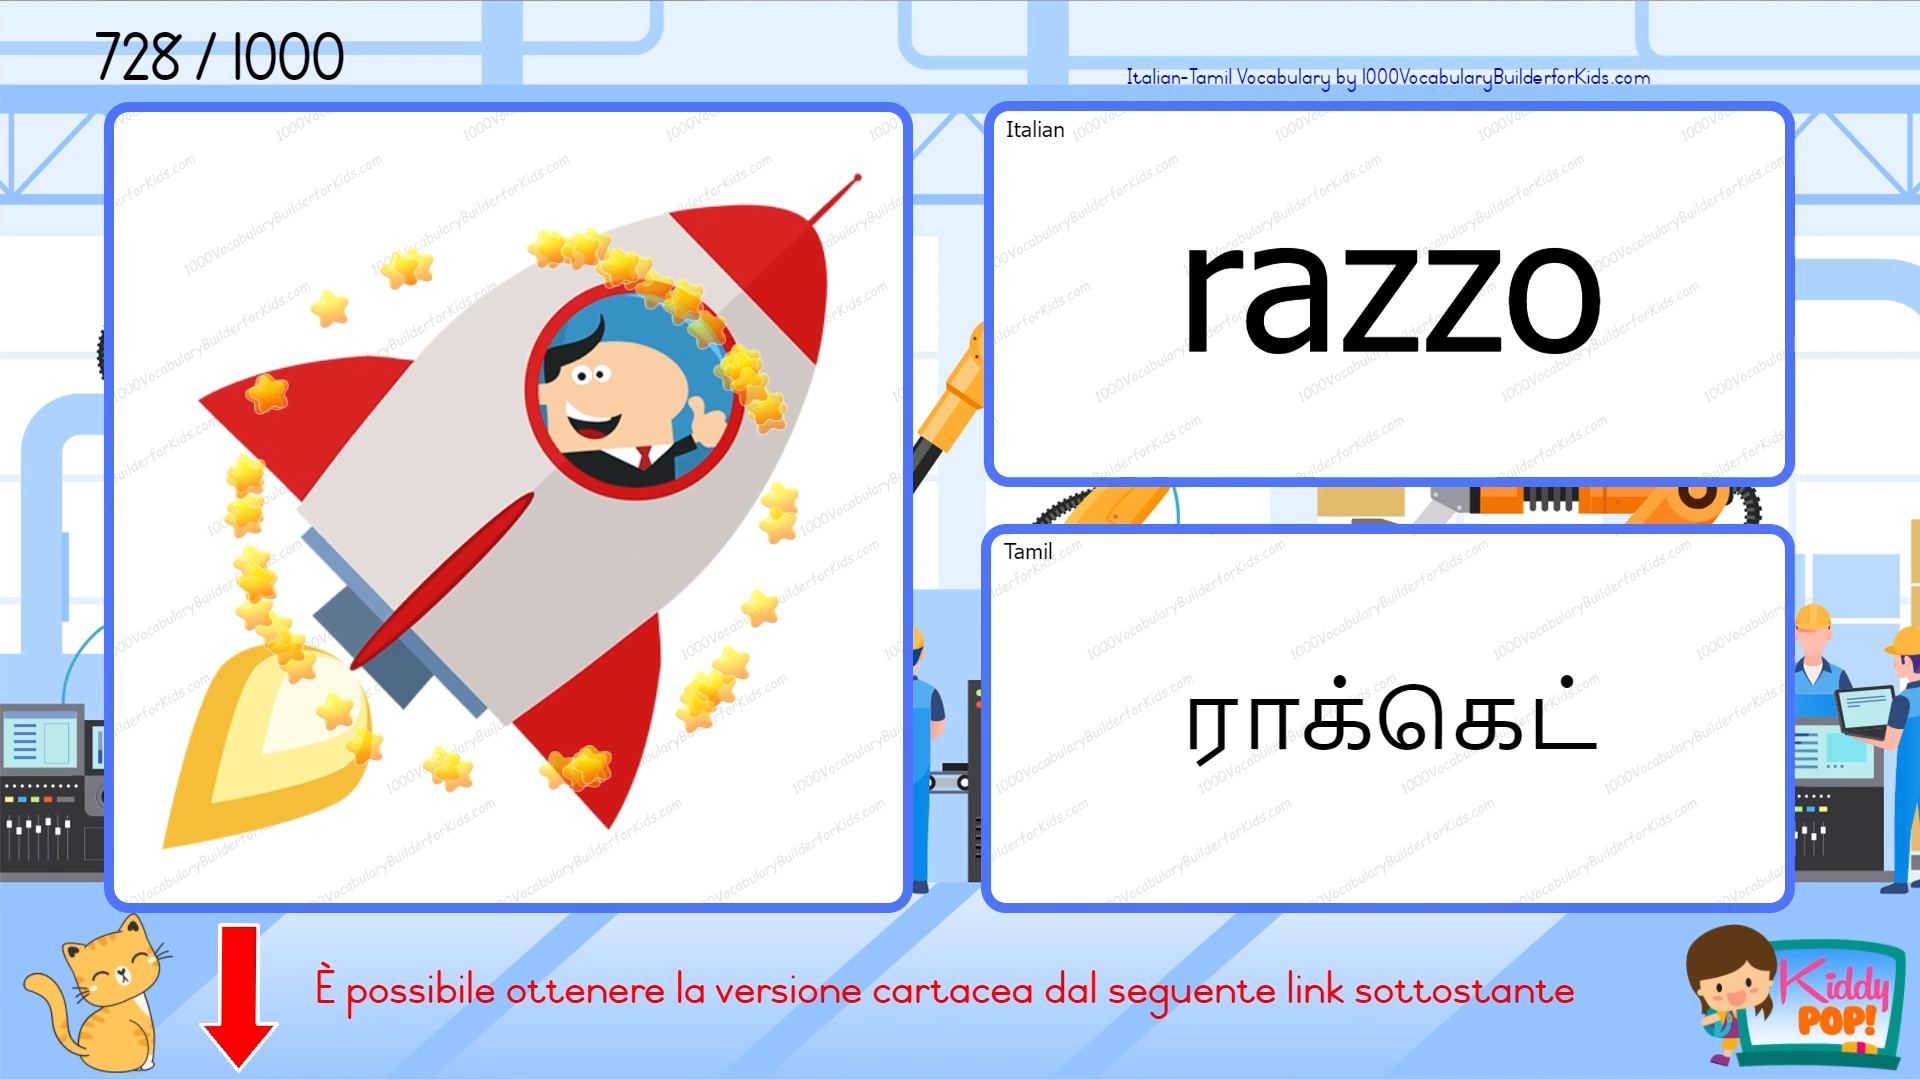 728 / 1000
Italian-Tamil Vocabulary by 1000VocabularyBuilderforKids.com
Italian
razzo
Tamil
ராக்கெட்
È possibile ottenere la versione cartacea dal seguente link sottostante
Kiddy
POP!